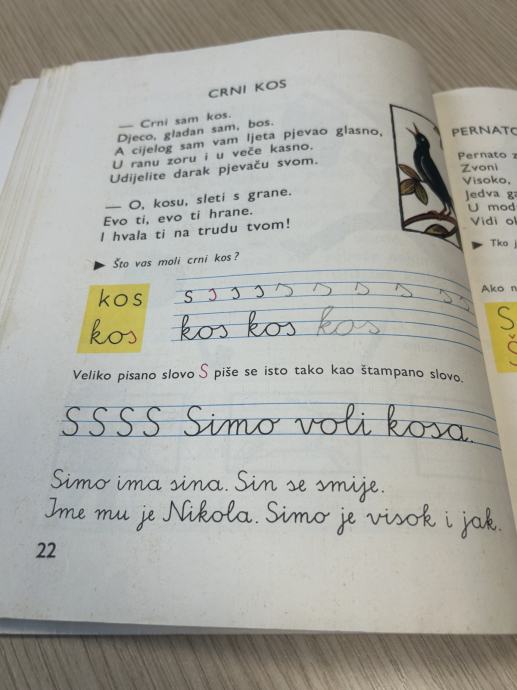 CRNI KOS
— Crni sam kos.
Djeco, gladan sam, bos.
A cijelog sam vam ljeta pjevao glasno,
U ranu zoru i u veče kasno.
Udijelite darak pjevaču svom.
— O, kosu, sleti s grane.
Evo ti, evo ti hrane.
I hvala ti na trudu tvom!
► Što vas moli crni kos?
kos
kos
s s s s s s s s s s s
kos kos kos
Veliko pisano slovo S piše se isto tako kao štampano slovo.
S S S S Simo voli kosa.
Simo ima sina. Sin se smije.
Ime mu je Nikola. Simo je visok i jak.
22
PERNATO
Pernato
Zvoni
Visoko,
Jedva
U
Vidi
► Tko
Ako
S
Š